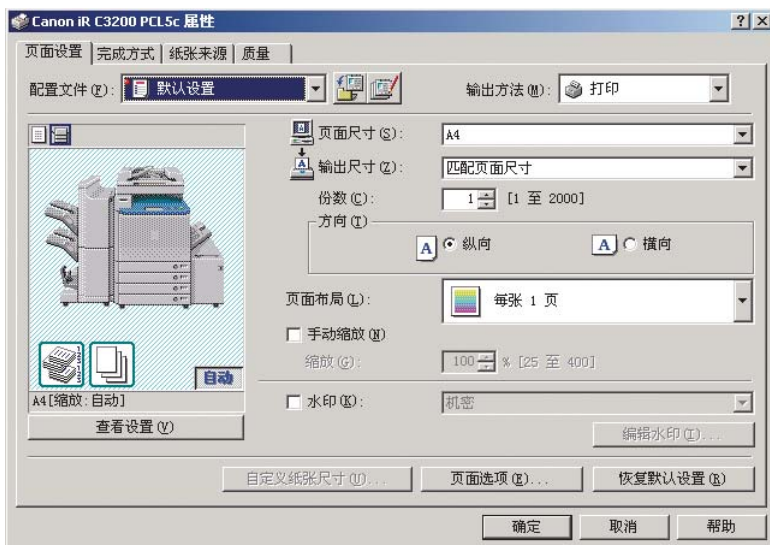 Canon iR C3200 PCL5c 属性
页面设置 完成方式 纸张来源 质量
配置文件(F): 默认设置
输出方法(M): 打印
页面尺寸(S): A4
输出尺寸(Z): 匹配页面尺寸
份数(C): 1 [1 至 2000]
方向(T)
A 纵向 A 横向
页面布局(L): 每张 1 页
手动缩放(N)
缩放(G): 100 % [25 至 400]
自动
A4[缩放:自动]
水印(K): 机密
查看设置(V)
编辑水印(I)...
自定义纸张尺寸(U)... 页面选项(E)... 恢复默认设置(R)
确定 取消 帮助